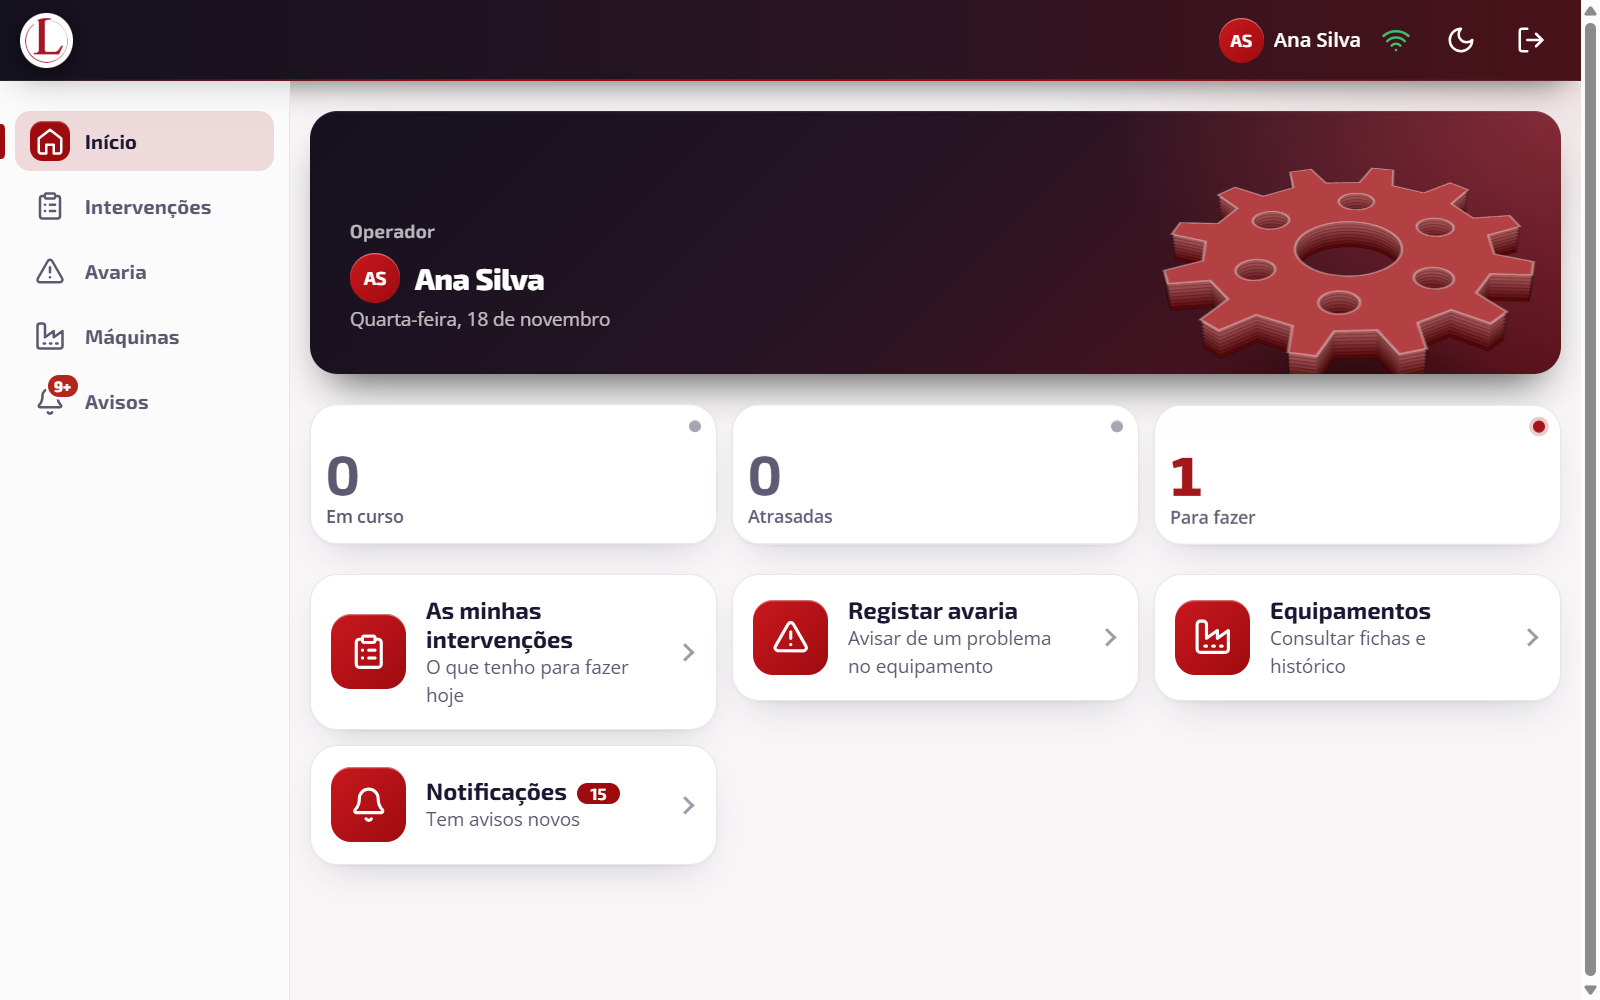 L
AS Ana Silva
Início
Intervenções
Avaria
Máquinas
9+
Avisos
Operador
AS Ana Silva
Quarta-feira, 18 de novembro
0
Em curso
0
Atrasadas
1
Para fazer
As minhas
intervenções
O que tenho para fazer
hoje
Registar avaria
Avisar de um problema
no equipamento
Equipamentos
Consultar fichas e
histórico
Notificações 15
Tem avisos novos